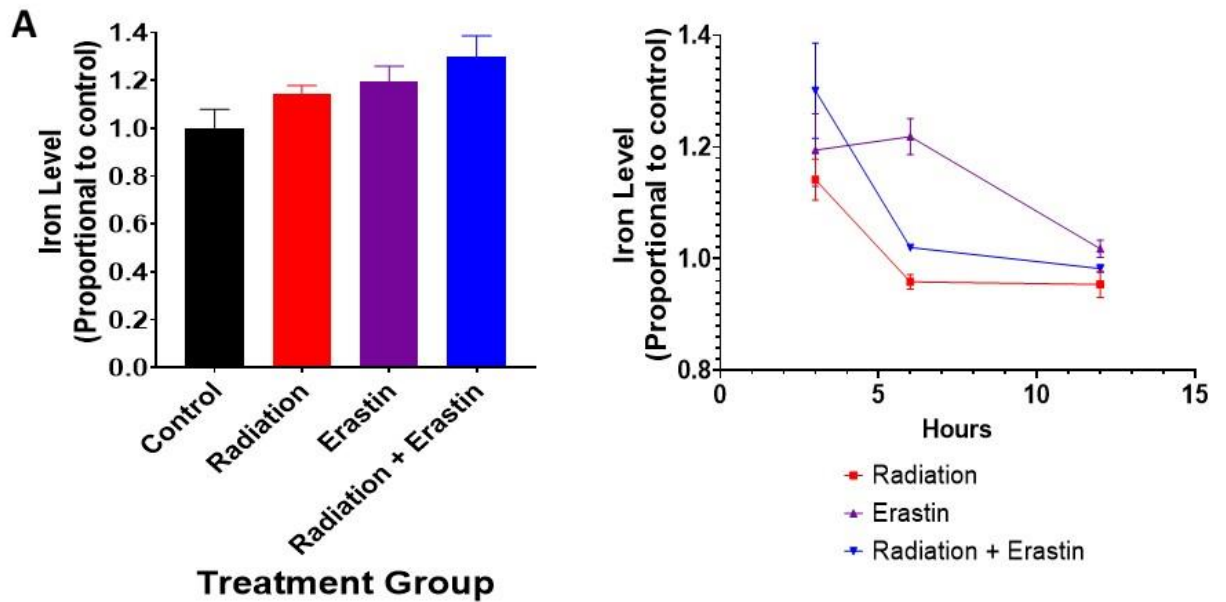 A
Iron Level
(Proportional to control)
1.4
1.2
1.0
0.8
0.6
0.4
0.2
0.0
Control
Radiation
Erastin
Radiation + Erastin
Treatment Group
Iron Level
(Proportional to control)
1.4
1.2
1.0
0.8
0
5
10
15
Hours
Radiation
Erastin
Radiation + Erastin